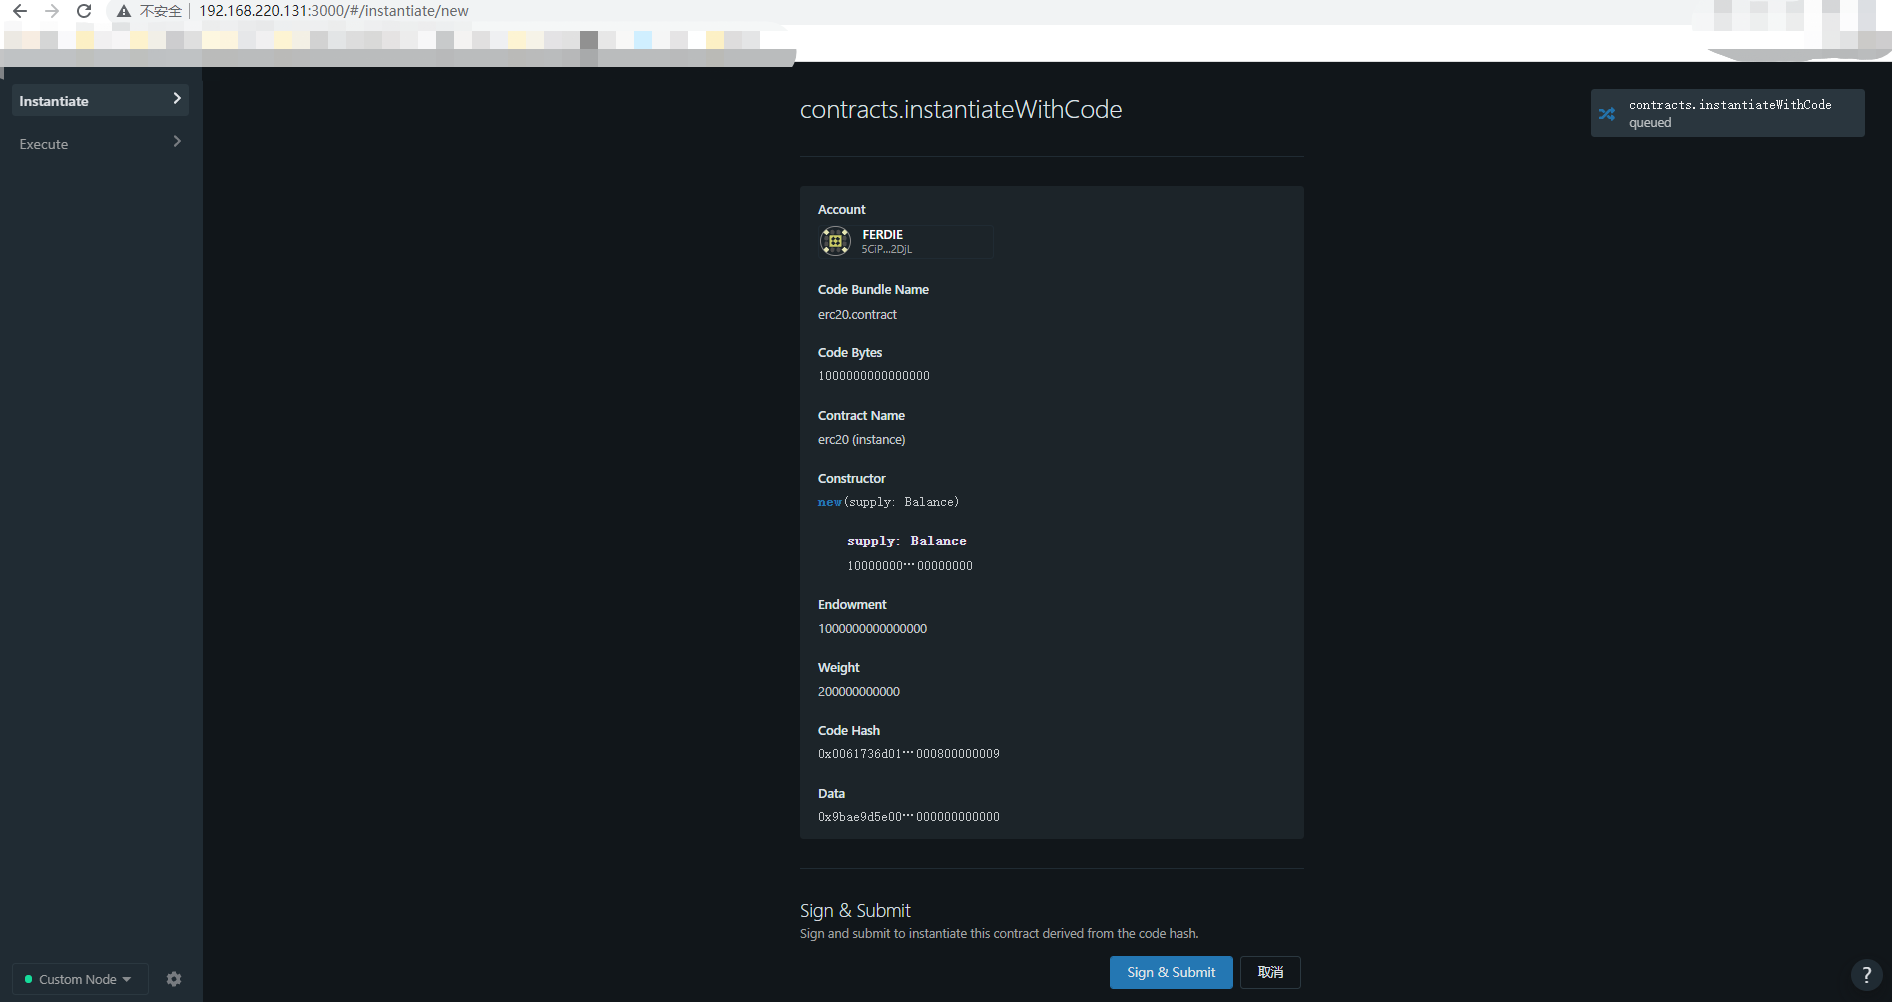 不安全
192.168.220.131:3000/#/instantiate/new
Instantiate
Execute
contracts.instantiateWithCode
contracts.instantiateWithCode
queued
Account
FERDIE
5CiP...2DjL
Code Bundle Name
erc20.contract
Code Bytes
1000000000000000
Contract Name
erc20 (instance)
Constructor
new(supply: Balance)
supply: Balance
10000000…00000000
Endowment
1000000000000000
Weight
200000000000
Code Hash
0x0061736d01…000800000009
Data
0x9bae9d5e00…000000000000
Sign & Submit
Sign and submit to instantiate this contract derived from the code hash.
Sign & Submit
取消
Custom Node
?